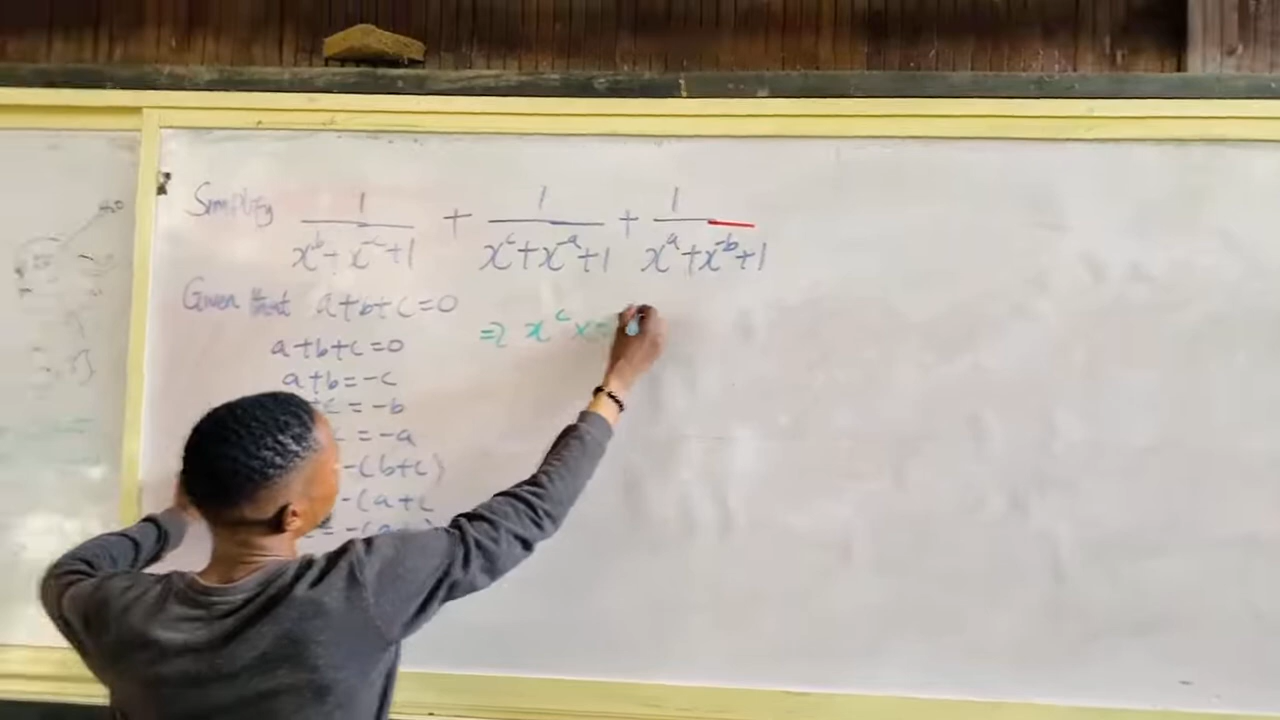 Simplify 1/(x^b+x^-c+1) + 1/(x^c+x^-a+1) + 1/(x^a+x^-b+1)
Given that a+b+c=0
a+b+c=0
a+b=-c
c = -b
= -a
-(b+c)
-(a+c
= -(a
=> x^c x